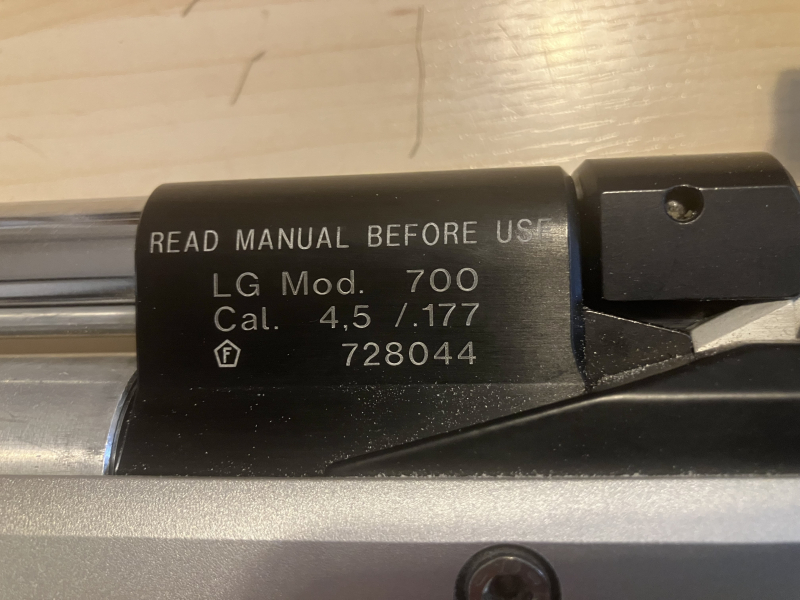 READ MANUAL BEFORE USE
LG Mod. 700
Cal. 4,5 /.177
F 728044